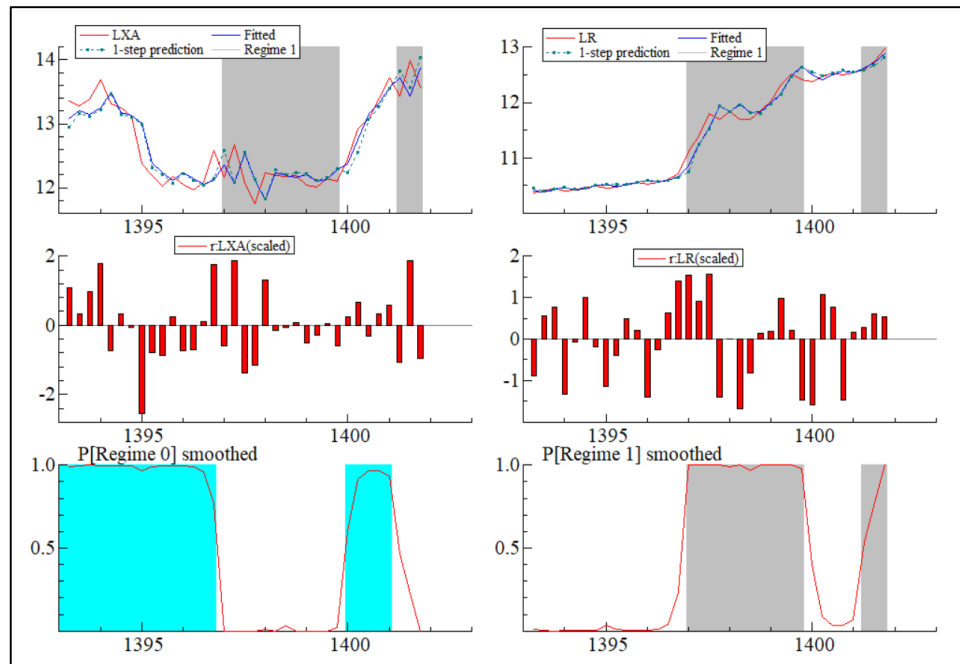 LXA Fitted
1-step prediction Regime 1
14
13
12
1395 1400
LR Fitted
1-step prediction Regime 1
13
12
11
1395 1400
r:LXA(scaled)
2
0
-2
1395 1400
r:LR(scaled)
2
1
0
-1
1395 1400
P[Regime 0] smoothed
1.0
0.5
1395 1400
P[Regime 1] smoothed
1.0
0.5
1395 1400